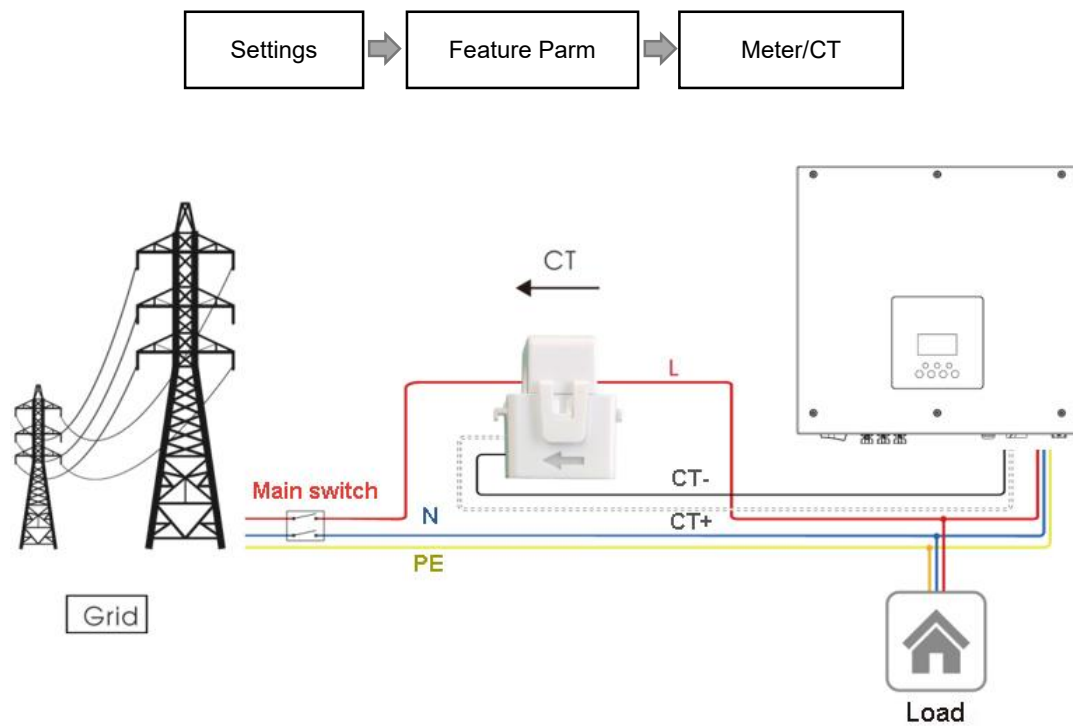 Settings
Feature Parm
Meter/CT
CT
L
CT-
Main switch
N
CT+
PE
Grid
Load